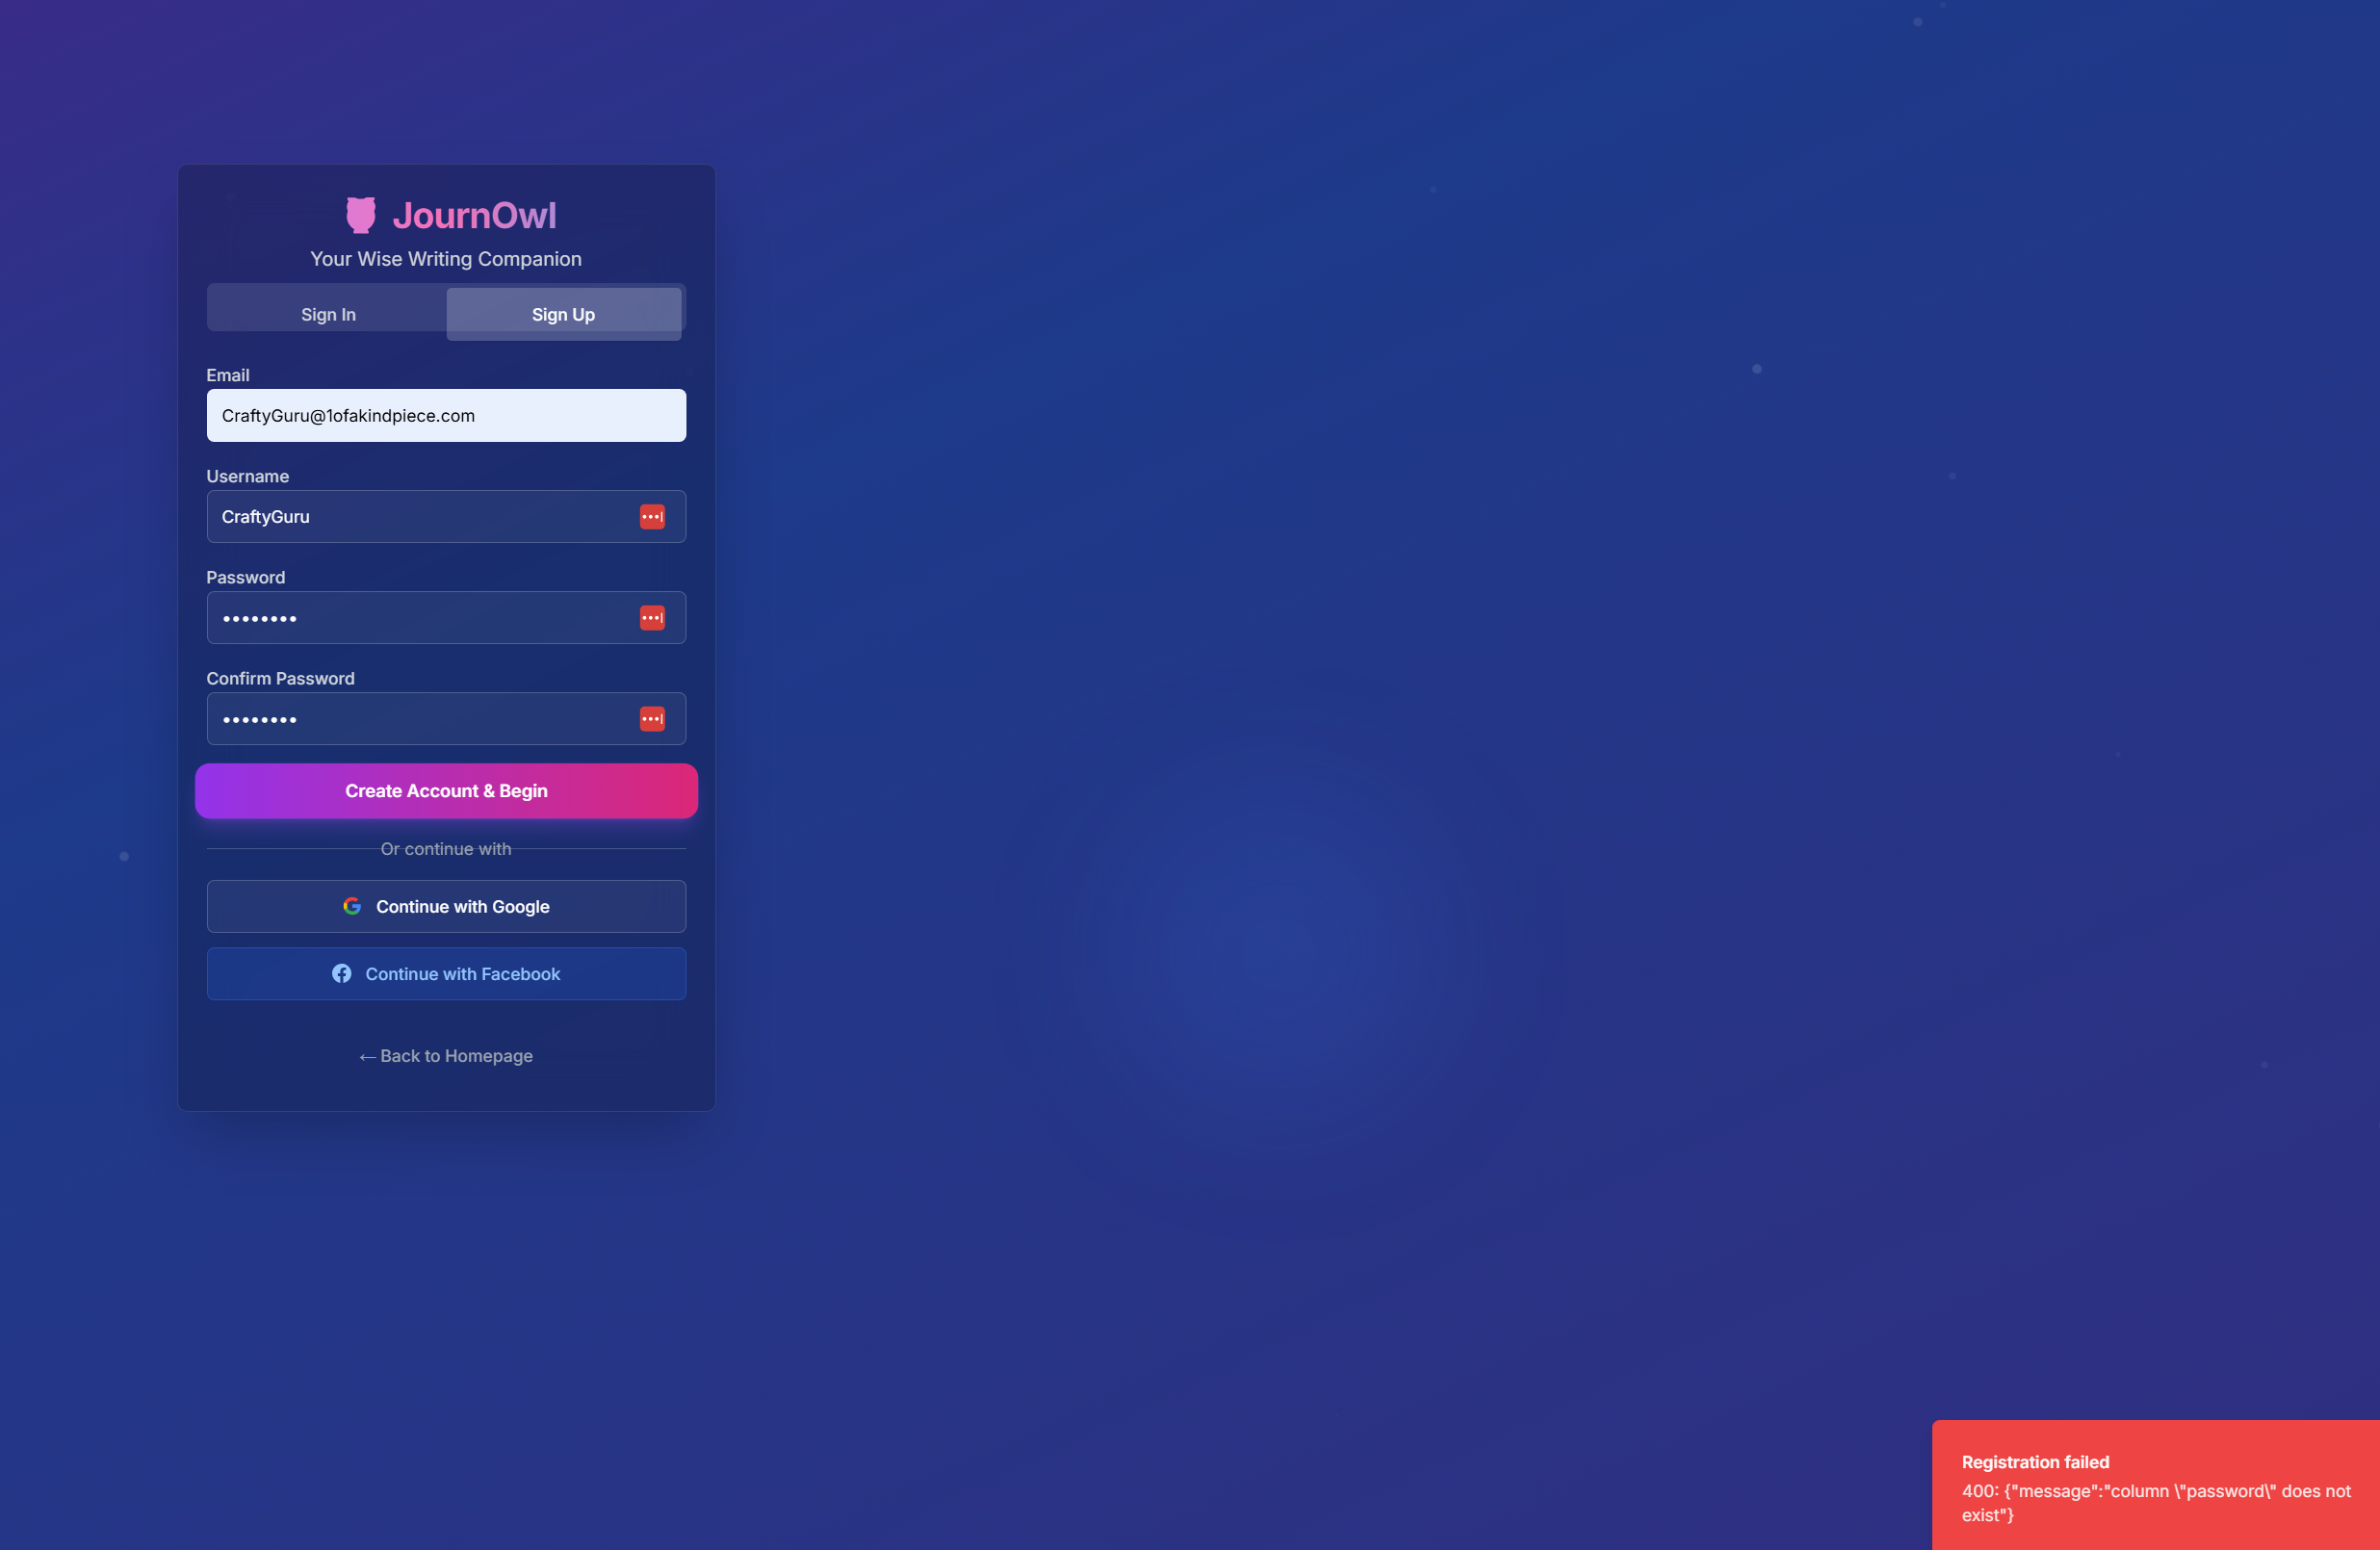 JournOwl
Your Wise Writing Companion
Sign In
Sign Up
Email
CraftyGuru@1ofakindpiece.com
Username
CraftyGuru
Password
••••••••
Confirm Password
••••••••
Create Account & Begin
Or continue with
Continue with Google
Continue with Facebook
← Back to Homepage
Registration failed
400: {"message":"column \"password\" does not
exist"}